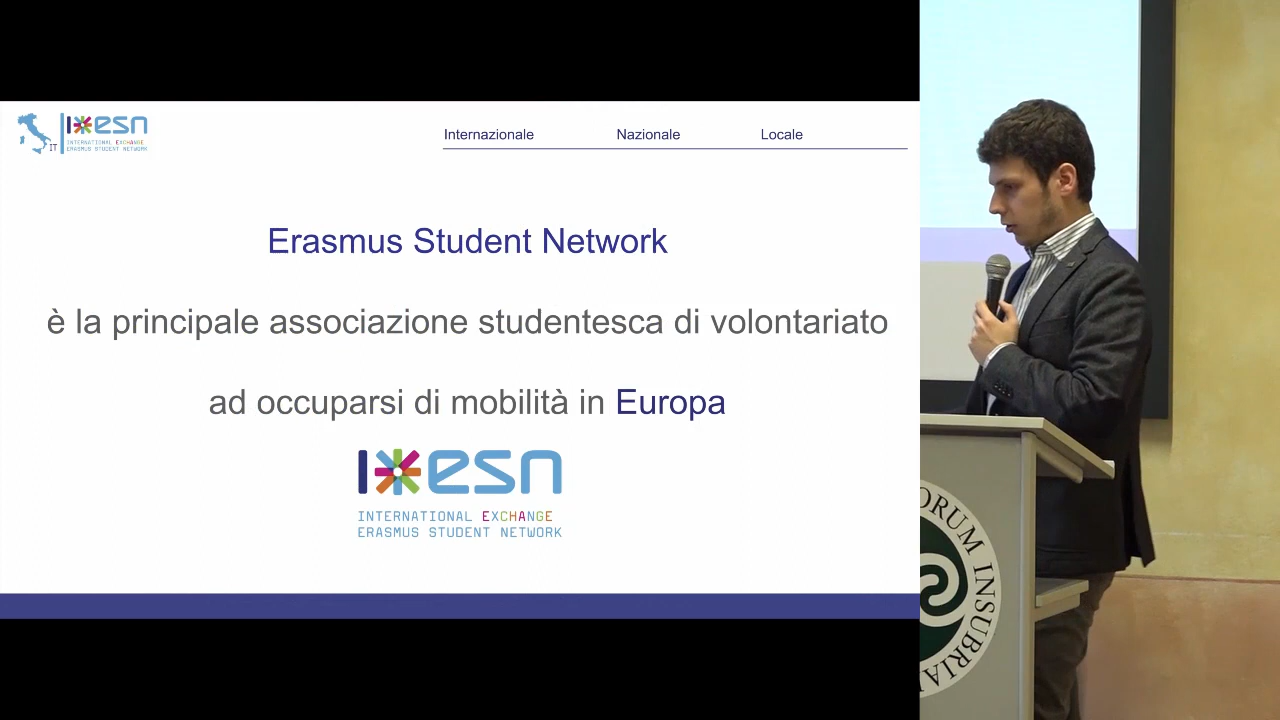 IT
esn
INTERNATIONAL EXCHANGE
ERASMUS STUDENT NETWORK
Internazionale Nazionale Locale
Erasmus Student Network
è la principale associazione studentesca di volontariato
ad occuparsi di mobilità in Europa
esn
INTERNATIONAL EXCHANGE
ERASMUS STUDENT NETWORK
ORUM INSUBRIA